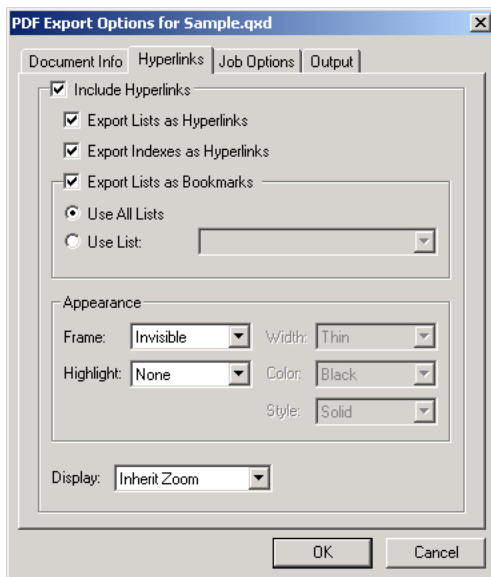 PDF Export Options for Sample.qxd
Document Info Hyperlinks Job Options Output
Include Hyperlinks
Export Lists as Hyperlinks
Export Indexes as Hyperlinks
Export Lists as Bookmarks
Use All Lists
Use List:
Appearance
Frame: Invisible Width: Thin
Highlight: None Color: Black
Style: Solid
Display: Inherit Zoom
OK Cancel